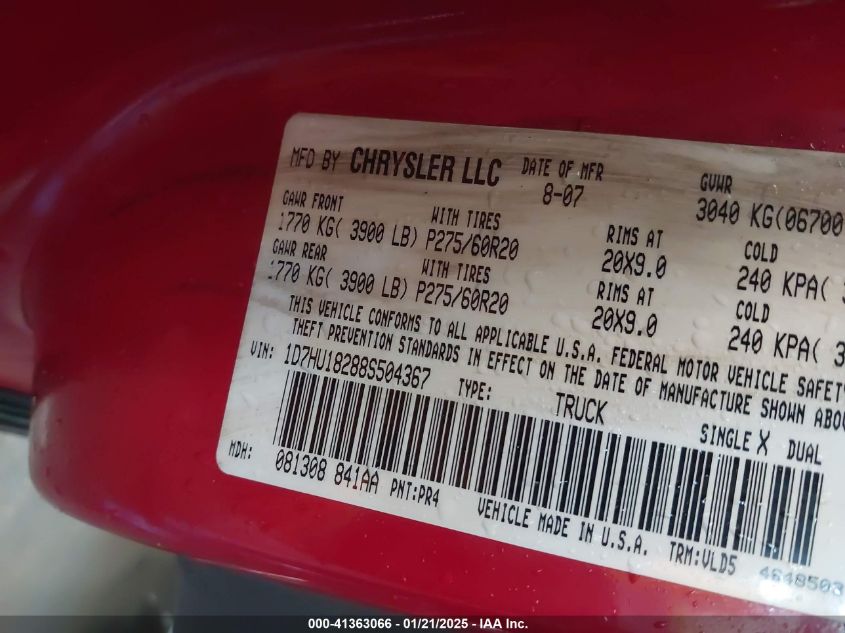 MFD BY CHRYSLER LLC DATE OF MFR GVWR
8-07 3040 KG(06700
GAWR FRONT WITH TIRES RIMS AT COLD
1770 KG( 3900 LB) P275/60R20 20X9.0 240 KPA(
GAWR REAR WITH TIRES RIMS AT COLD
1770 KG( 3900 LB) P275/60R20 20X9.0 240 KPA( 3
THIS VEHICLE CONFORMS TO ALL APPLICABLE U.S.A. FEDERAL MOTOR VEHICLE SAFETY
THEFT PREVENTION STANDARDS IN EFFECT ON THE DATE OF MANUFACTURE SHOWN ABOV
VIN: 1D7HU18288S504367 TYPE: TRUCK SINGLE X DUAL
MDH: 081308 841AA PNT:PR4 VEHICLE MADE IN U.S.A. TRM:VLD5 4648503
000-41363066 - 01/21/2025 - IAA Inc.